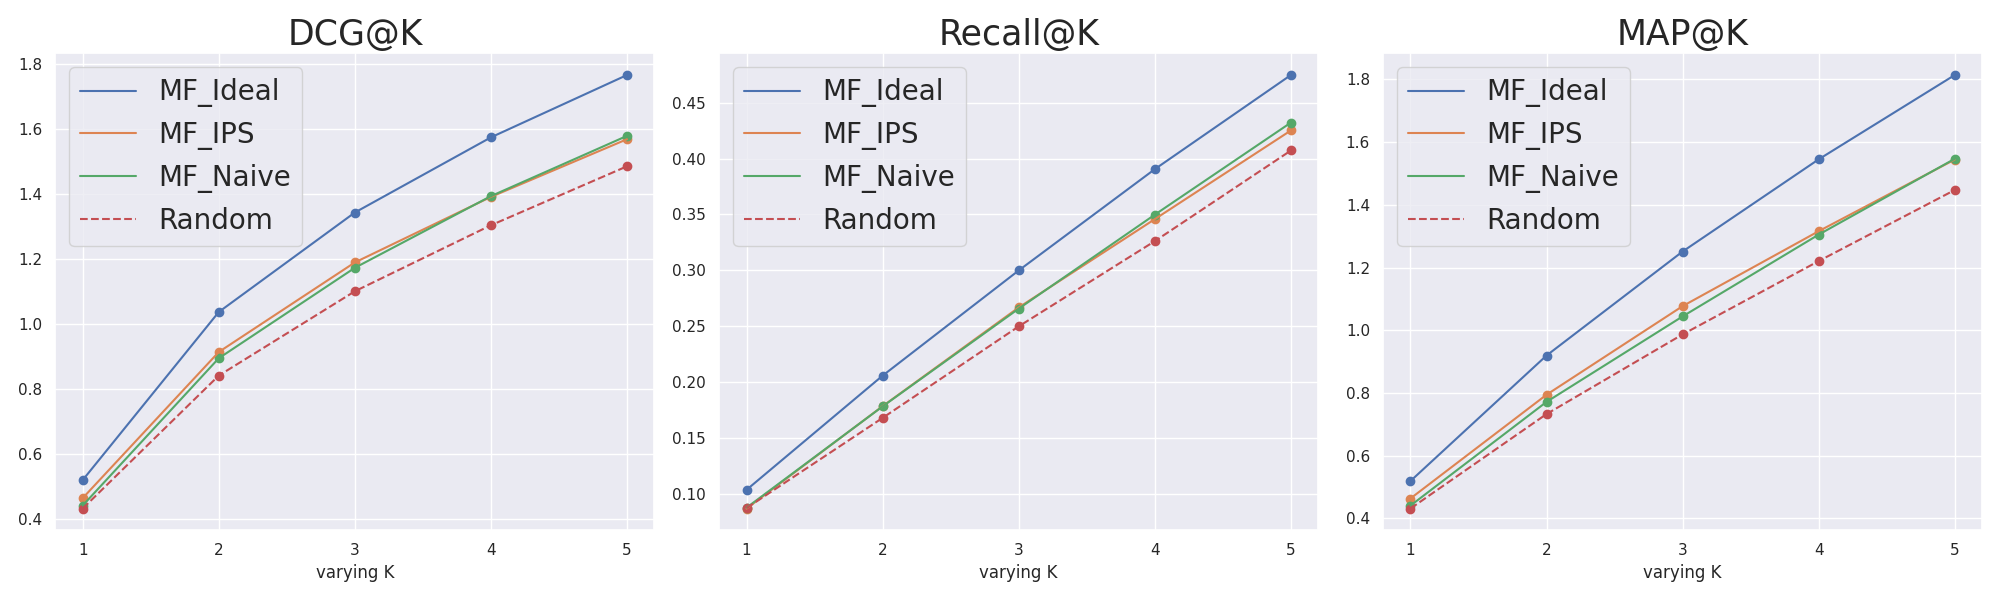 DCG@K
1.8
1.6
1.4
1.2
1.0
0.8
0.6
0.4
MF_Ideal
MF_IPS
MF_Naive
Random
1 2 3 4 5
varying K
Recall@K
0.45
0.40
0.35
0.30
0.25
0.20
0.15
0.10
MF_Ideal
MF_IPS
MF_Naive
Random
1 2 3 4 5
varying K
MAP@K
1.8
1.6
1.4
1.2
1.0
0.8
0.6
0.4
MF_Ideal
MF_IPS
MF_Naive
Random
1 2 3 4 5
varying K